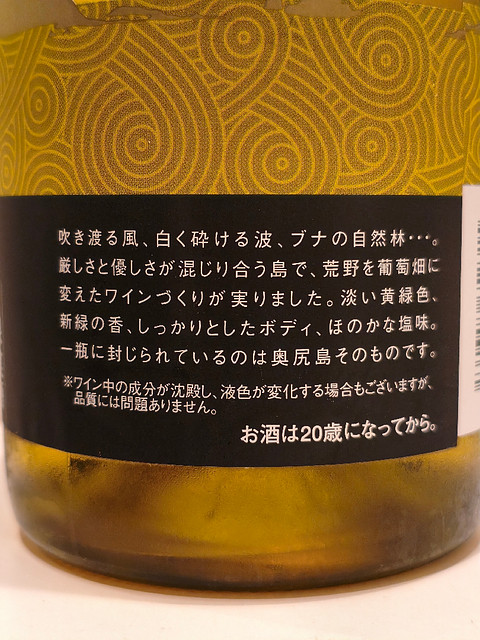 吹き渡る風、白く砕ける波、ブナの自然林･･･。
厳しさと優しさが混じり合う島で、荒野を葡萄畑に
変えたワインづくりが実りました。淡い黄緑色、
新緑の香、しっかりとしたボディ、ほのかな塩味。
一瓶に封じられているのは奥尻島そのものです。
※ワイン中の成分が沈殿し、液色が変化する場合もございますが、
品質には問題ありません。
お酒は20歳になってから。